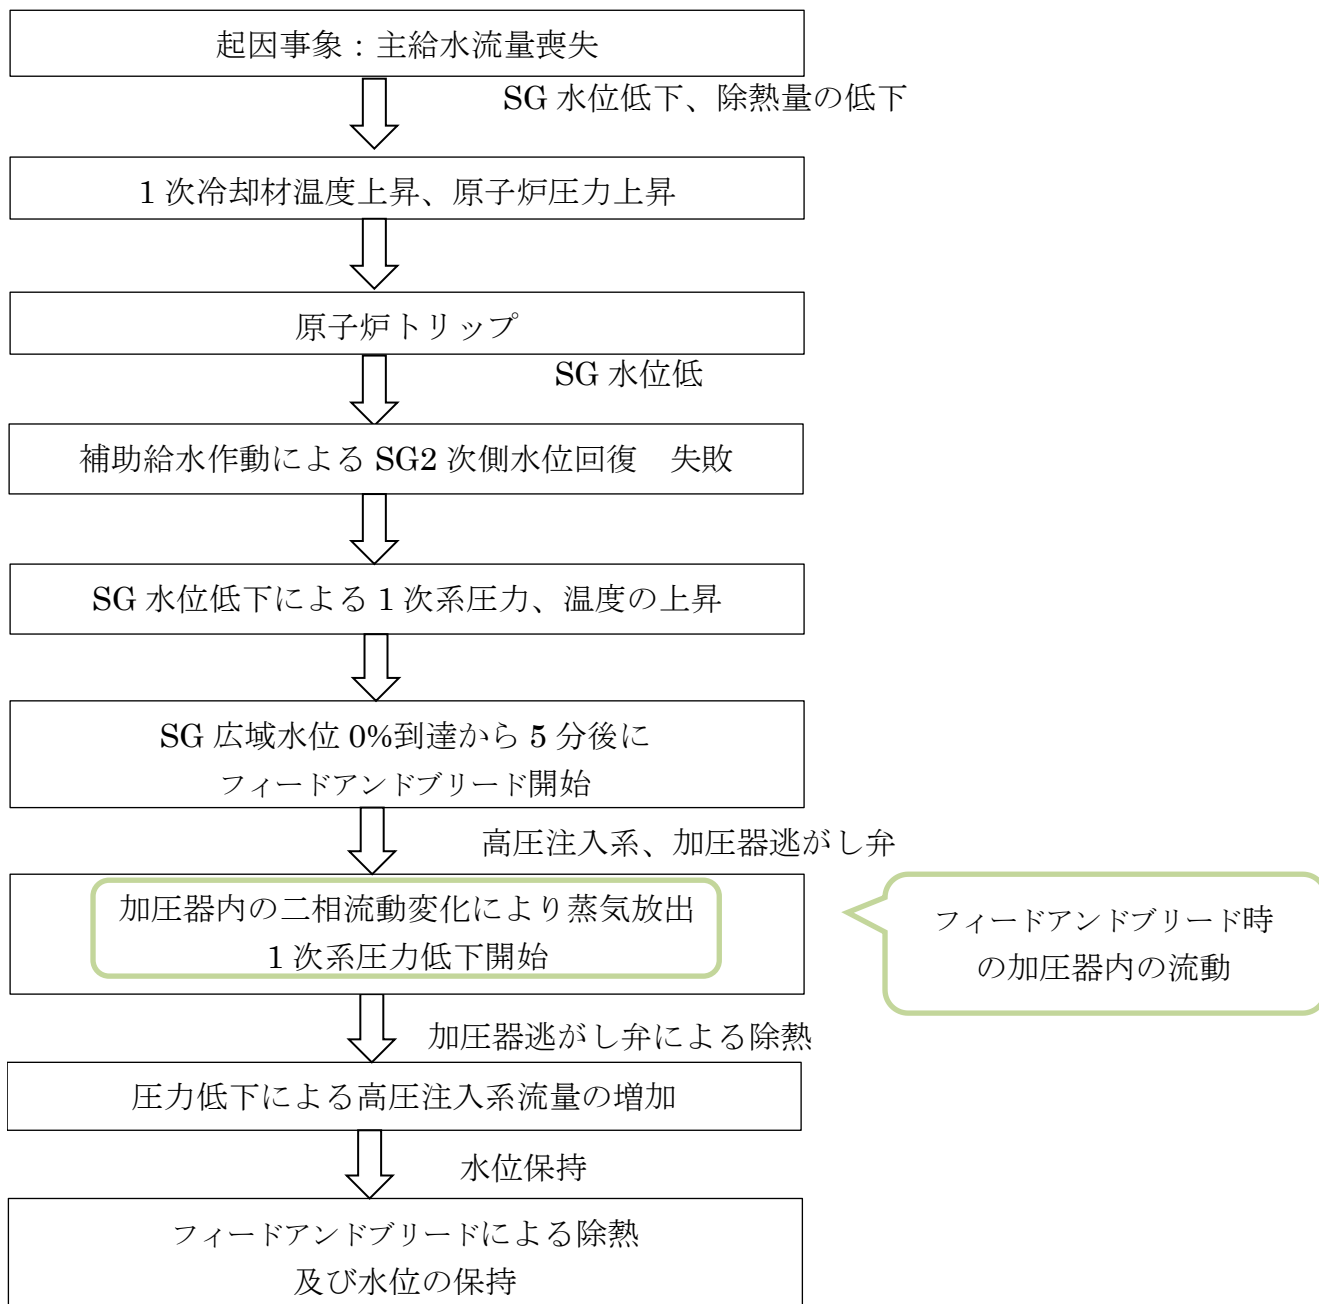 起因事象：主給水流量喪失
SG 水位低下、除熱量の低下
1 次冷却材温度上昇、原子炉圧力上昇
原子炉トリップ
SG 水位低
補助給水作動による SG2 次側水位回復　失敗
SG 水位低下による 1 次系圧力、温度の上昇
SG 広域水位 0%到達から 5 分後に
フィードアンドブリード開始
高圧注入系、加圧器逃がし弁
加圧器内の二相流動変化により蒸気放出
1 次系圧力低下開始
フィードアンドブリード時
の加圧器内の流動
加圧器逃がし弁による除熱
圧力低下による高圧注入系流量の増加
水位保持
フィードアンドブリードによる除熱
及び水位の保持